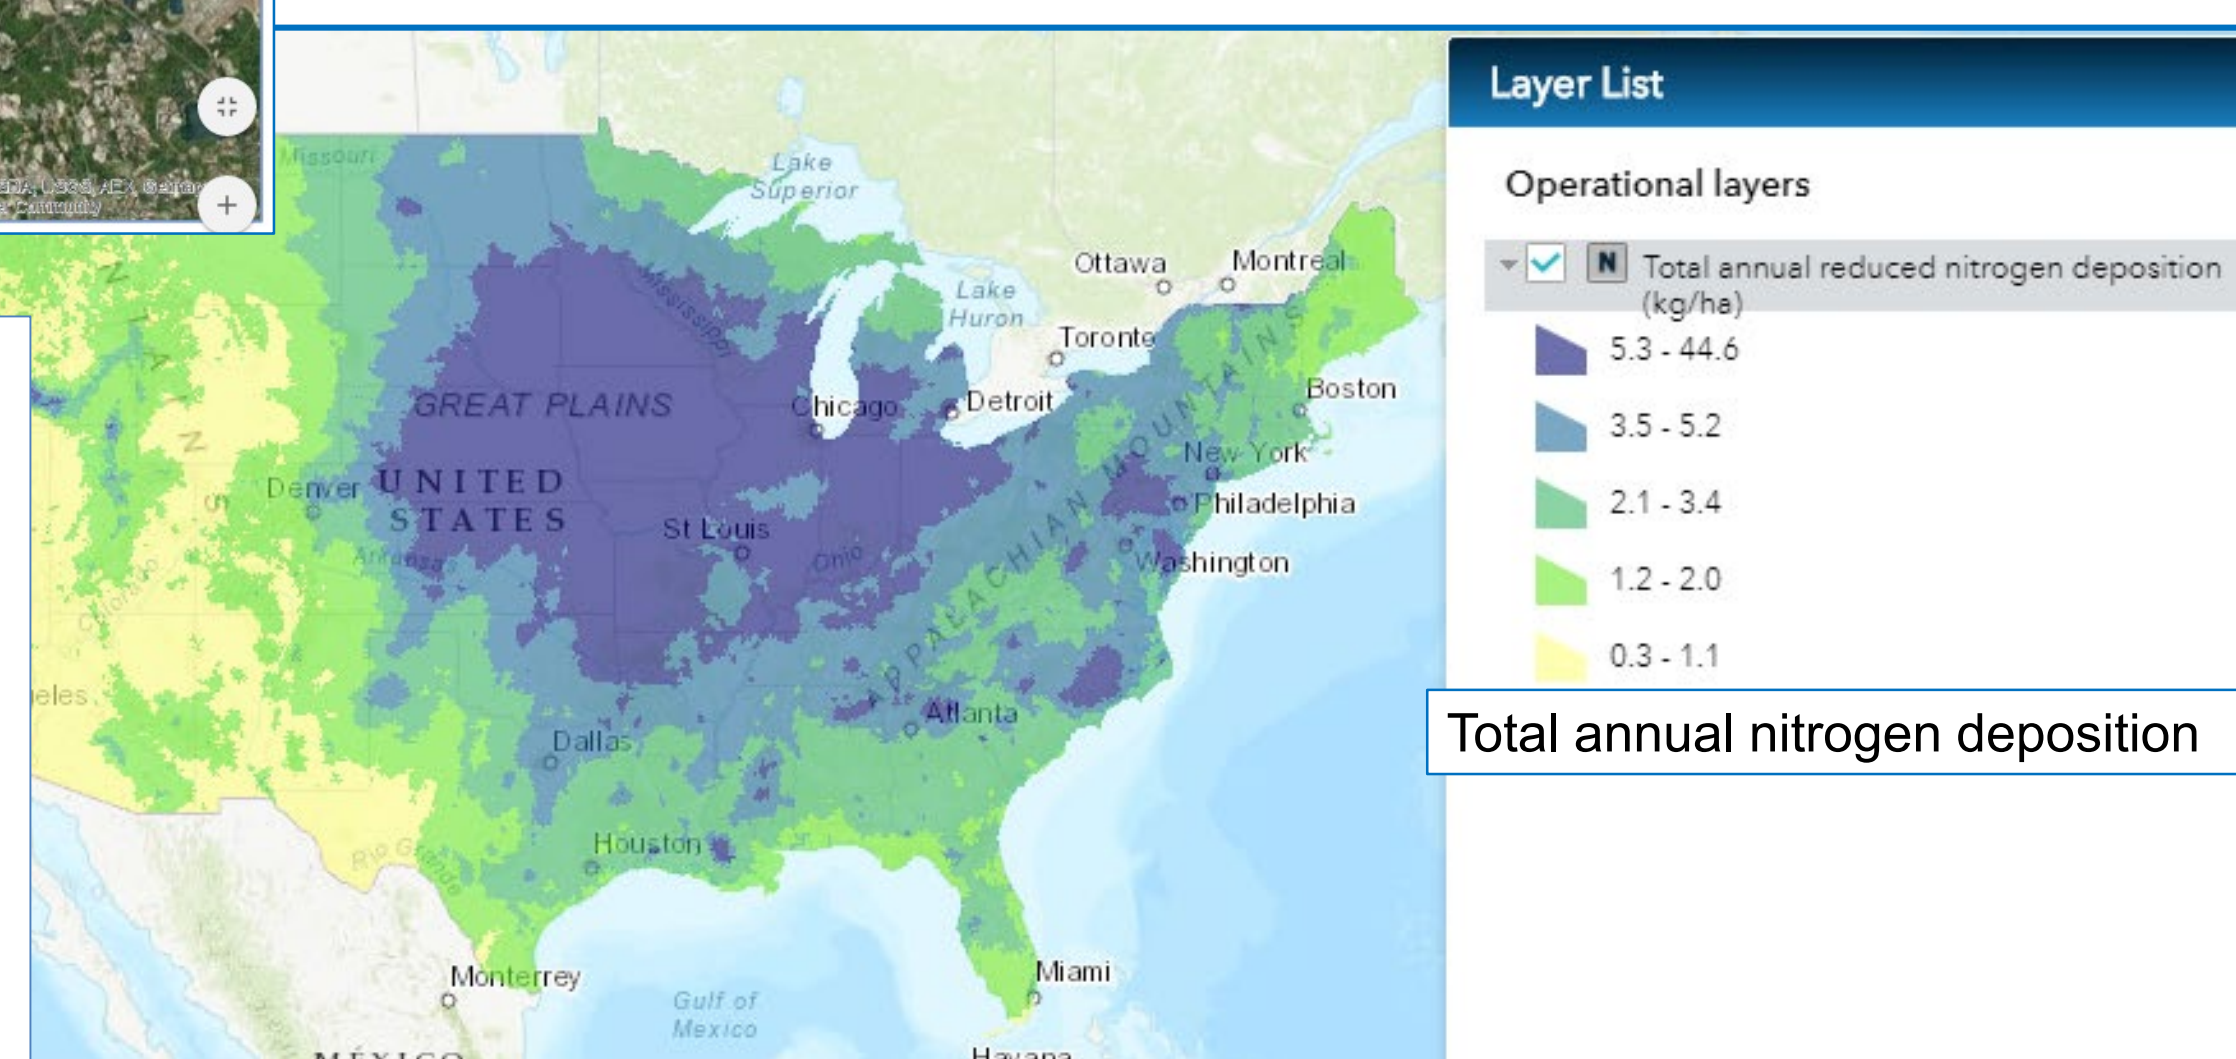 Layer List
Operational layers
N Total annual reduced nitrogen deposition
(kg/ha)
5.3 - 44.6
3.5 - 5.2
2.1 - 3.4
1.2 - 2.0
0.3 - 1.1
Total annual nitrogen deposition
Missouri
Lake
Superior
Ottawa
Montreal
Lake
Huron
Toronto
Mississippi
GREAT PLAINS
Chicago
Detroit
Boston
New York
Denver
UNITED
STATES
Philadelphia
St Louis
Ohio
Washington
Arkansas
Colorado
APPALACHIAN MOUNTAINS
eles
Atlanta
Dallas
Houston
Rio Grande
Monterrey
Miami
Gulf of
Mexico
MÉXICO
Havana